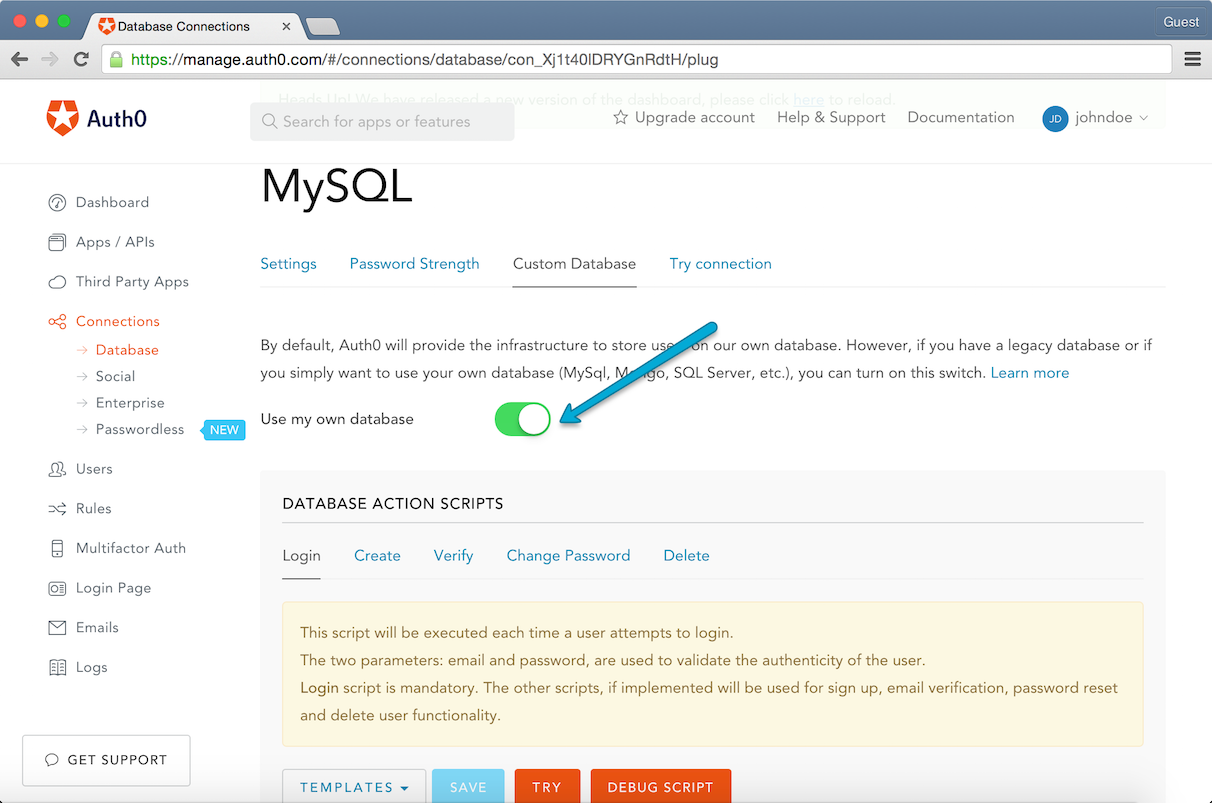 Database Connections
Guest
https://manage.auth0.com/#/connections/database/con_Xj1t40lDRYGnRdtH/plug
Heads Up! We have released a new version of the dashboard, please click here to reload.
Auth0
Search for apps or features
Upgrade account
Help & Support
Documentation
JD
johndoe
MySQL
Dashboard
Apps / APIs
Third Party Apps
Connections
Database
Social
Enterprise
Passwordless
NEW
Users
Rules
Multifactor Auth
Login Page
Emails
Logs
GET SUPPORT
Settings
Password Strength
Custom Database
Try connection
By default, Auth0 will provide the infrastructure to store users on our own database. However, if you have a legacy database or if
you simply want to use your own database (MySql, Mongo, SQL Server, etc.), you can turn on this switch. Learn more
Use my own database
DATABASE ACTION SCRIPTS
Login
Create
Verify
Change Password
Delete
This script will be executed each time a user attempts to login.
The two parameters: email and password, are used to validate the authenticity of the user.
Login script is mandatory. The other scripts, if implemented will be used for sign up, email verification, password reset
and delete user functionality.
TEMPLATES
SAVE
TRY
DEBUG SCRIPT